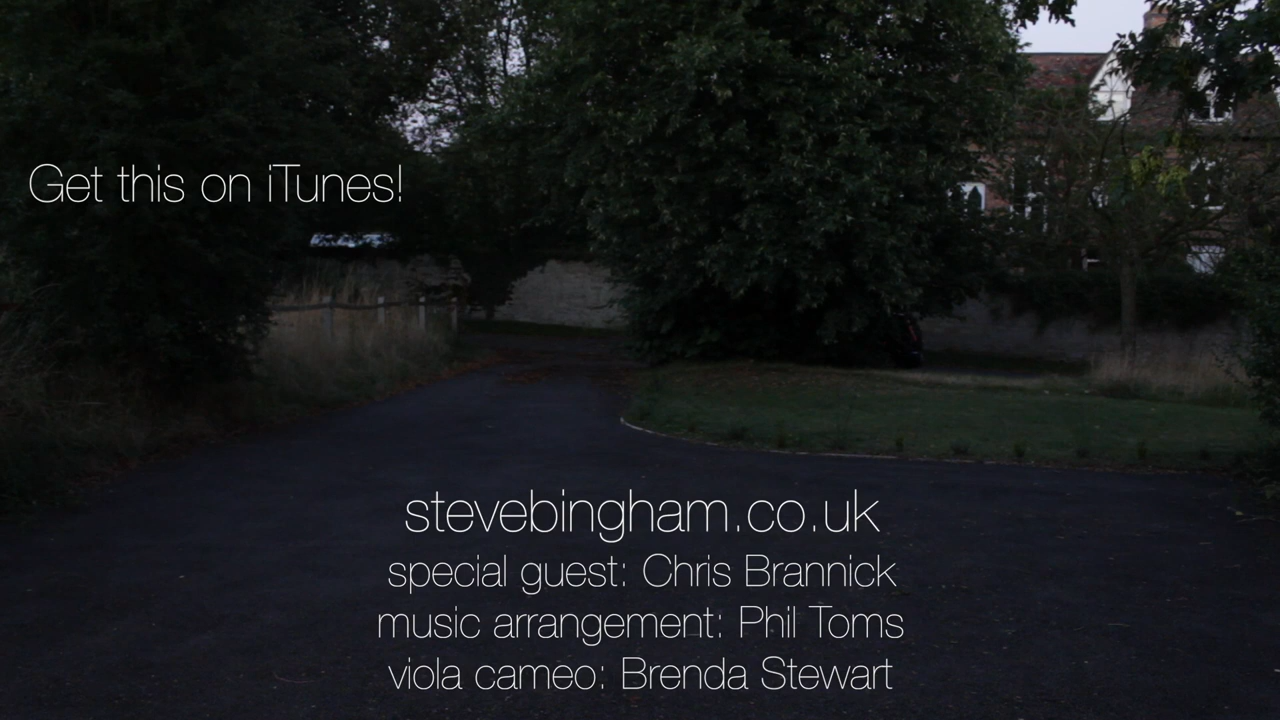 Get this on iTunes!
stevebingham.co.uk
special guest: Chris Brannick
music arrangement: Phil Toms
viola cameo: Brenda Stewart